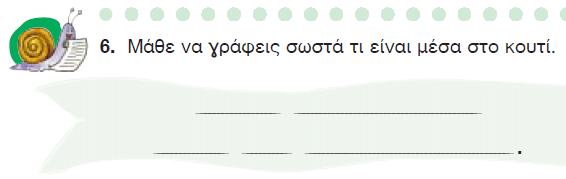 6. Μάθε να γράφεις σωστά τι είναι μέσα στο κουτί.
.